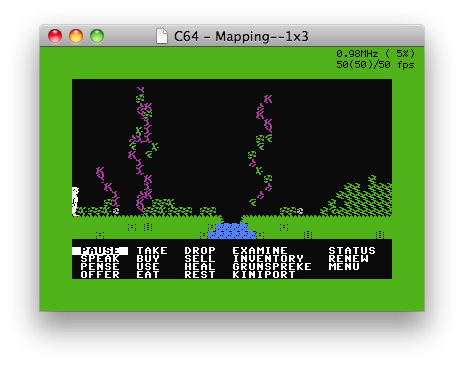 C64 - Mapping--1x3
0.98MHz ( 5%)
50(50)/50 fps
PAUSE TAKE DROP EXAMINE STATUS
SPEAK BUY SELL INVENTORY RENEW
PENSE USE HEAL GRUNSPREKE MENU
OFFER EAT REST KINIPORT